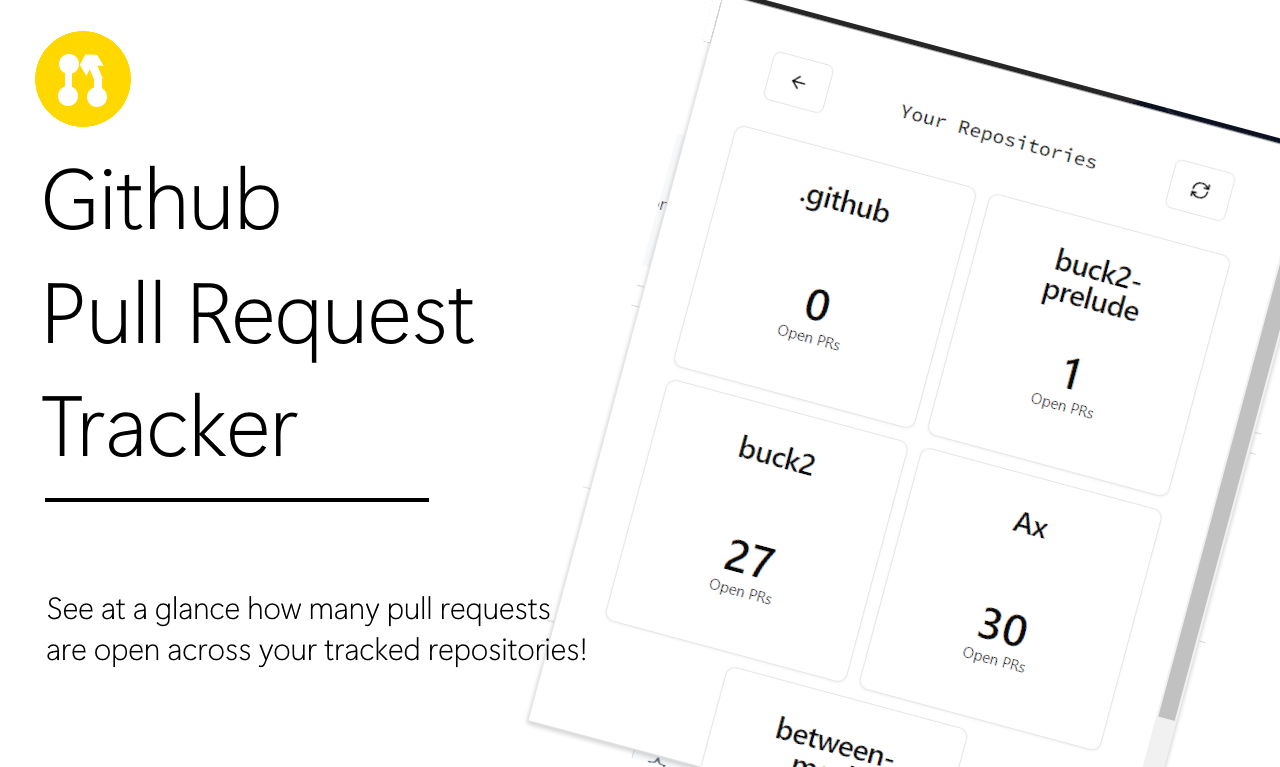 Github
Pull Request
Tracker
See at a glance how many pull requests
are open across your tracked repositories!
Your Repositories
.github
0
Open PRs
buck2-
prelude
1
Open PRs
buck2
27
Open PRs
Ax
30
Open PRs
between-